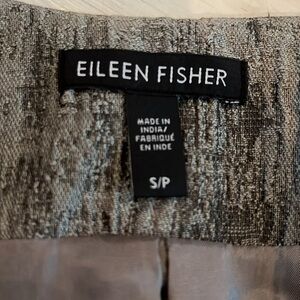 EILEEN FISHER
MADE IN
INDIA/
FABRIQUÉ
EN INDE
S/P